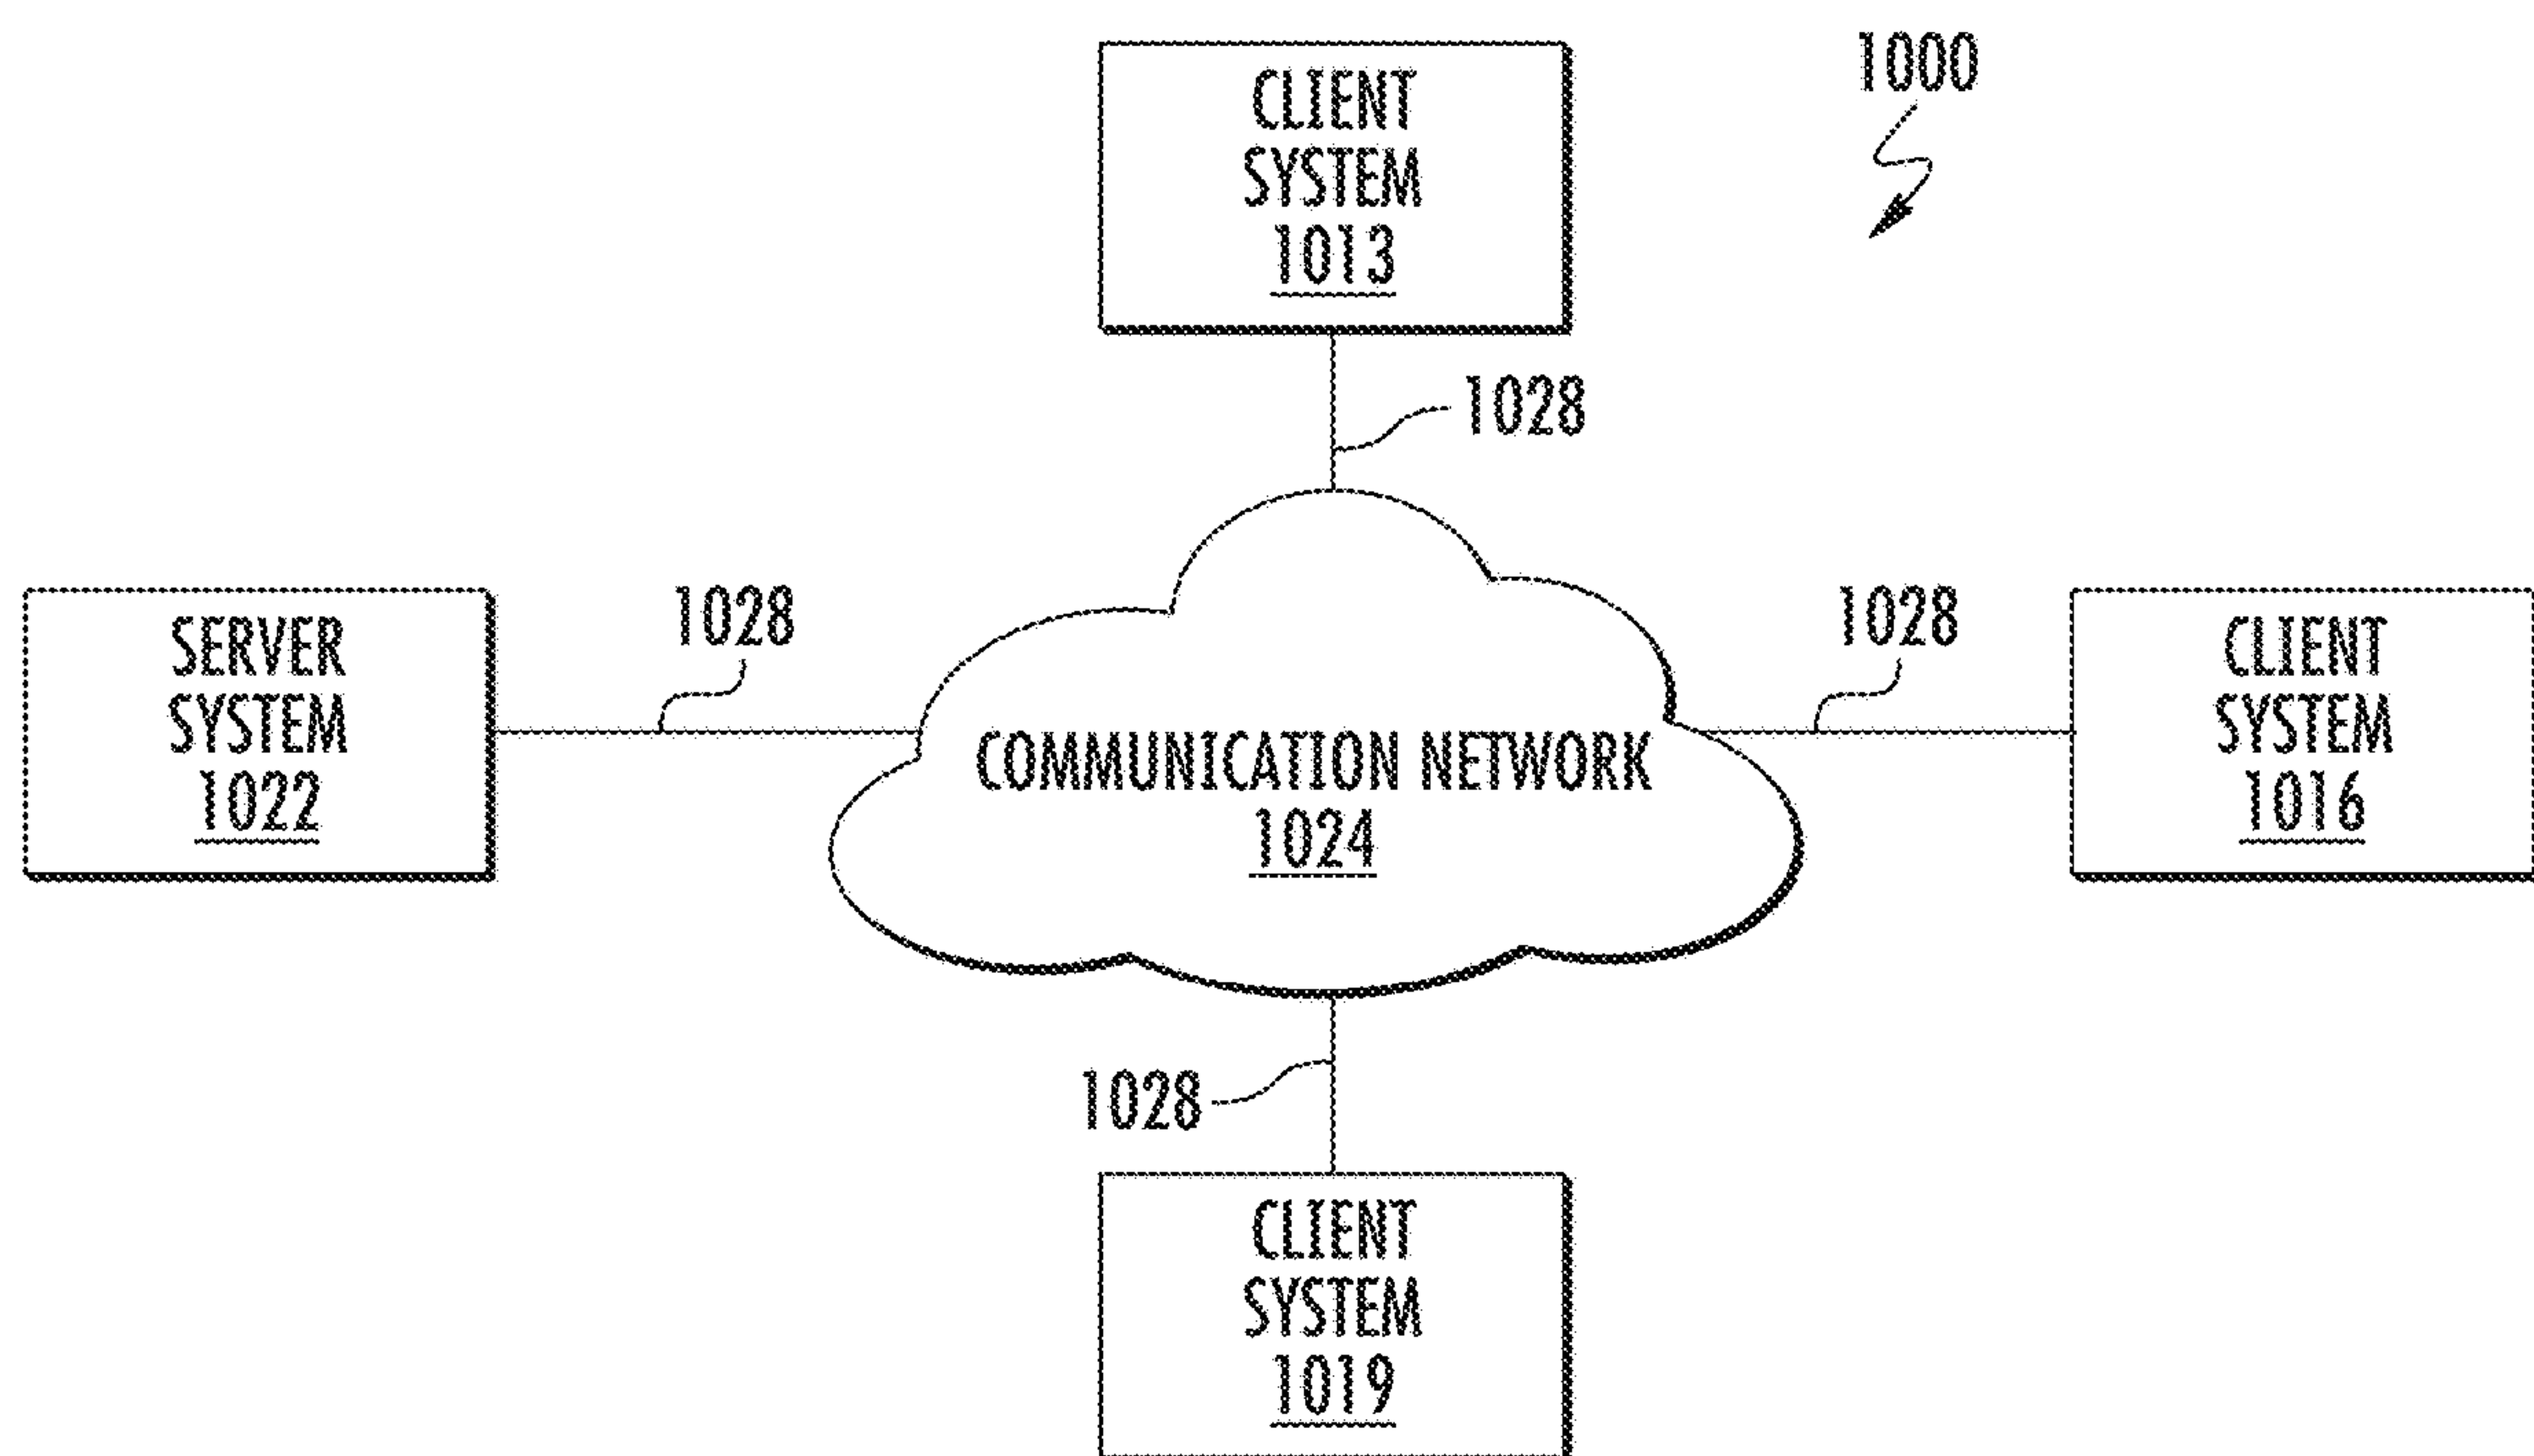 CLIENT
SYSTEM
1013
1000
1028
SERVER
SYSTEM
1022
1028
COMMUNICATION NETWORK
1024
1028
CLIENT
SYSTEM
1016
1028
CLIENT
SYSTEM
1019